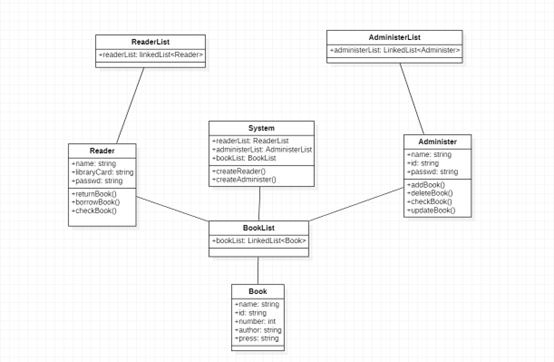 ReaderList
+readerList: linkedList<Reader>
AdministerList
+administerList: LinkedList<Administer>
System
+readerList: ReaderList
+administerList: AdministerList
+bookList: BookList
+createReader()
+createAdminister()
Reader
+name: string
+libraryCard: string
+passwd: string
+returnBook()
+borrowBook()
+checkBook()
Administer
+name: string
+id: string
+passwd: string
+addBook()
+deleteBook()
+checkBook()
+updateBook()
BookList
+bookList: LinkedList<Book>
Book
+name: string
+id: string
+number: int
+author: string
+press: string